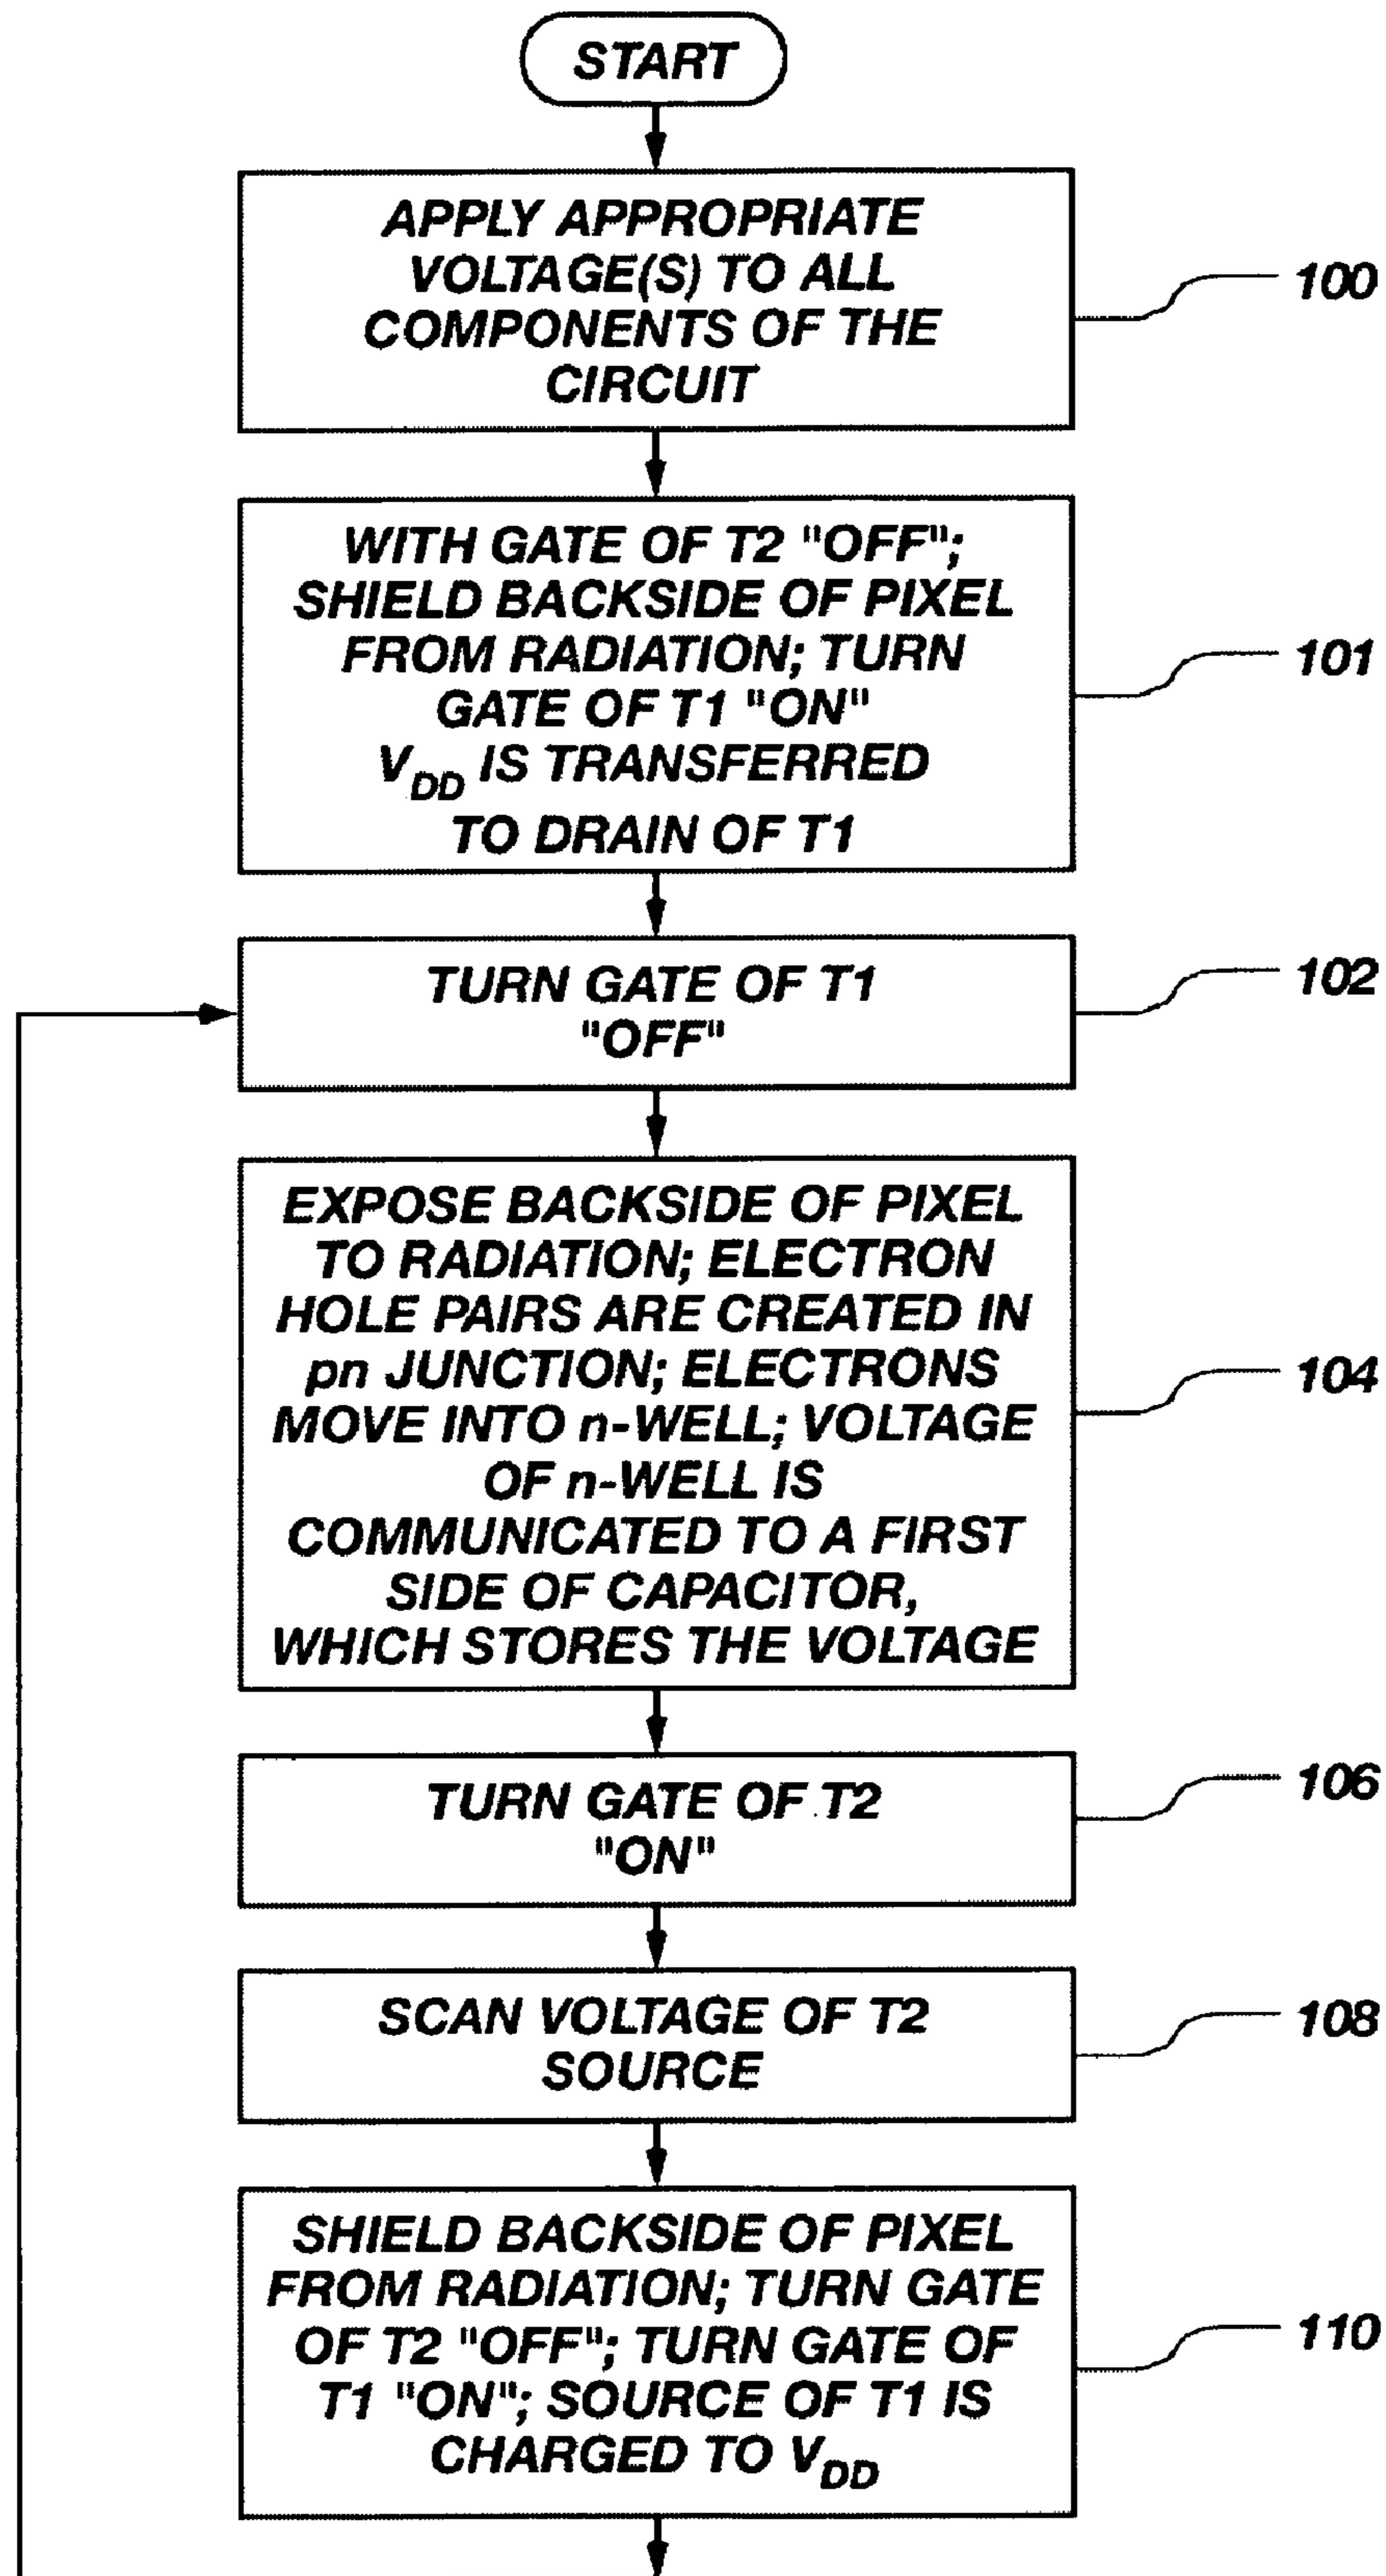 START
APPLY APPROPRIATE
VOLTAGE(S) TO ALL
COMPONENTS OF THE
CIRCUIT
100
WITH GATE OF T2 "OFF";
SHIELD BACKSIDE OF PIXEL
FROM RADIATION; TURN
GATE OF T1 "ON"
VDD IS TRANSFERRED
TO DRAIN OF T1
101
TURN GATE OF T1
"OFF"
102
EXPOSE BACKSIDE OF PIXEL
TO RADIATION; ELECTRON
HOLE PAIRS ARE CREATED IN
pn JUNCTION; ELECTRONS
MOVE INTO n-WELL; VOLTAGE
OF n-WELL IS
COMMUNICATED TO A FIRST
SIDE OF CAPACITOR,
WHICH STORES THE VOLTAGE
104
TURN GATE OF T2
"ON"
106
SCAN VOLTAGE OF T2
SOURCE
108
SHIELD BACKSIDE OF PIXEL
FROM RADIATION; TURN GATE
OF T2 "OFF"; TURN GATE OF
T1 "ON"; SOURCE OF T1 IS
CHARGED TO VDD
110